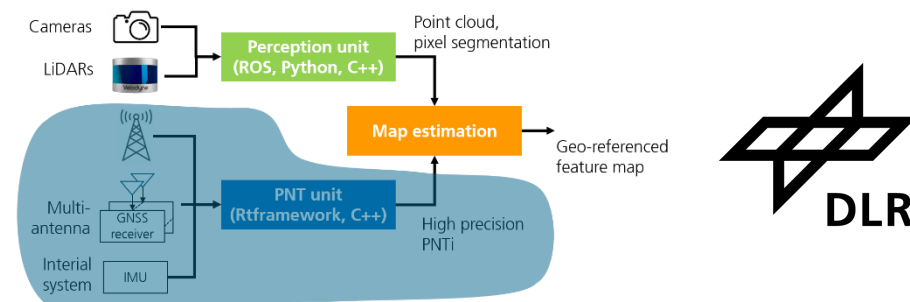 Cameras
LiDARs
Velodyne
Perception unit
(ROS, Python, C++)
Point cloud,
pixel segmentation
Map estimation
Geo-referenced
feature map
Multi-
antenna
GNSS
receiver
PNT unit
(Rtframework, C++)
High precision
PNTi
Interial
system
IMU
DLR